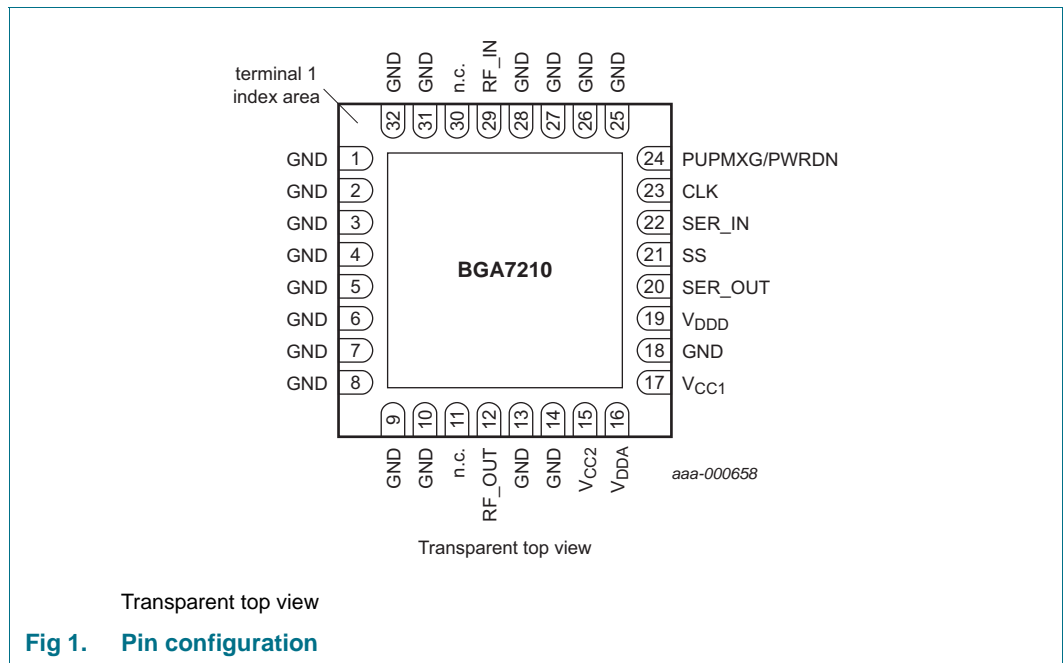 terminal 1
index area
GND
GND
n.c.
RF_IN
GND
GND
GND
GND
32
31
30
29
28
27
26
25
GND 1
GND 2
GND 3
GND 4
GND 5
GND 6
GND 7
GND 8
BGA7210
24 PUPMXG/PWRDN
23 CLK
22 SER_IN
21 SS
20 SER_OUT
19 VDDD
18 GND
17 VCC1
9
10
11
12
13
14
15
16
GND
GND
n.c.
RF_OUT
GND
GND
VCC2
VDDA
aaa-000658
Transparent top view
Transparent top view
Fig 1. Pin configuration